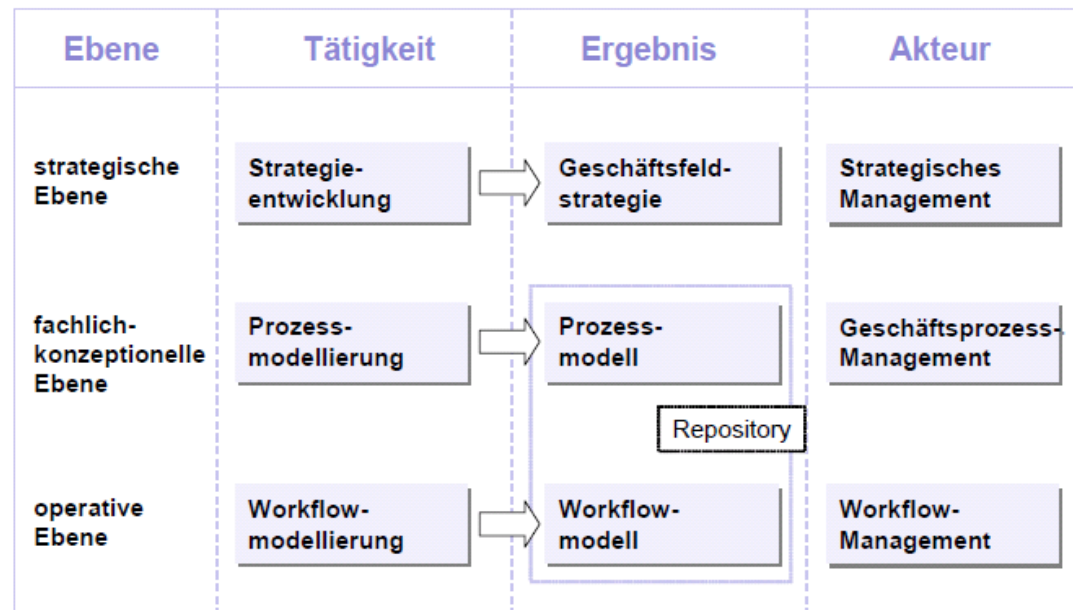 Ebene Tätigkeit Ergebnis Akteur
strategische
Ebene
Strategie-
entwicklung
Geschäftsfeld-
strategie
Strategisches
Management
fachlich-
konzeptionelle
Ebene
Prozess-
modellierung
Prozess-
modell
Geschäftsprozess-
Management
Repository
operative
Ebene
Workflow-
modellierung
Workflow-
modell
Workflow-
Management